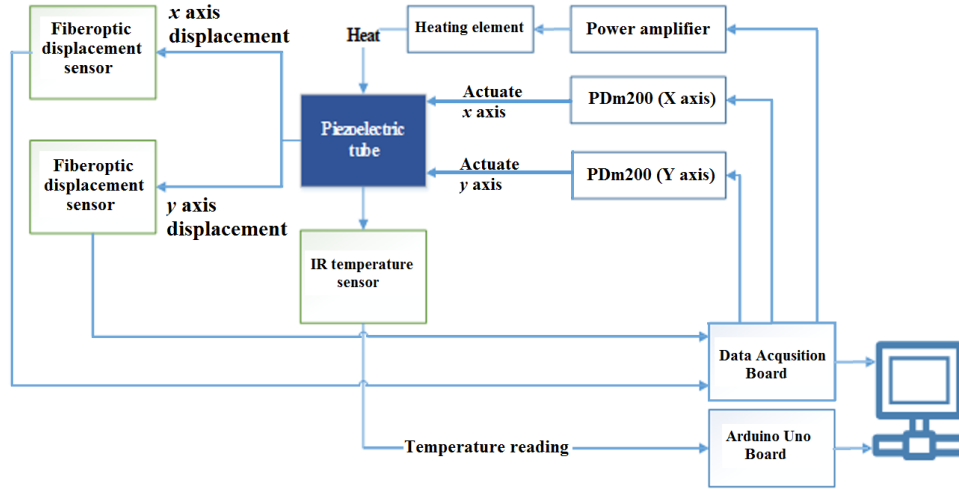 Fiberoptic
displacement
sensor
x axis
displacement
Heat
Heating element
Power amplifier
Actuate
x axis
PDm200 (X axis)
Piezoelectric
tube
Actuate
y axis
PDm200 (Y axis)
Fiberoptic
displacement
sensor
y axis
displacement
IR temperature
sensor
Data Acqusition
Board
Temperature reading
Arduino Uno
Board